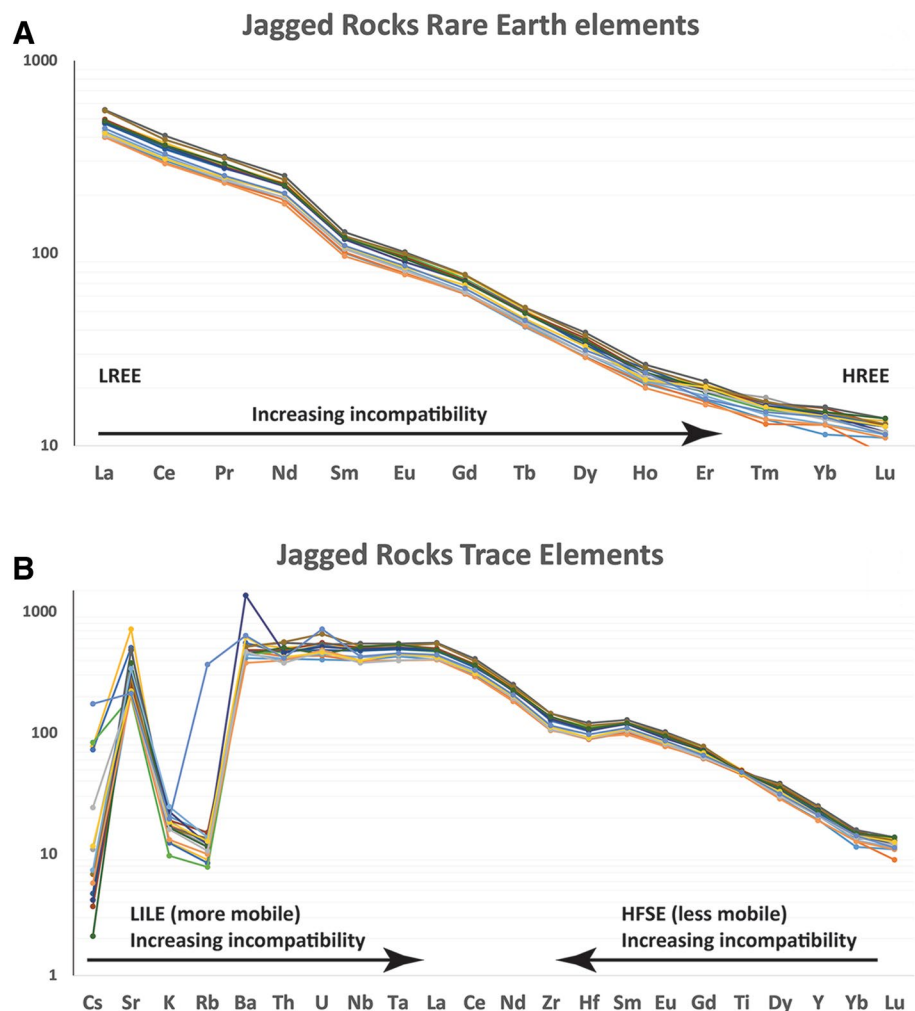 A
Jagged Rocks Rare Earth elements
1000
100
10
LREE
HREE
Increasing incompatibility
La Ce Pr Nd Sm Eu Gd Tb Dy Ho Er Tm Yb Lu
B
Jagged Rocks Trace Elements
1000
100
10
1
LILE (more mobile)
Increasing incompatibility
HFSE (less mobile)
Increasing incompatibility
Cs Sr K Rb Ba Th U Nb Ta La Ce Nd Zr Hf Sm Eu Gd Ti Dy Y Yb Lu